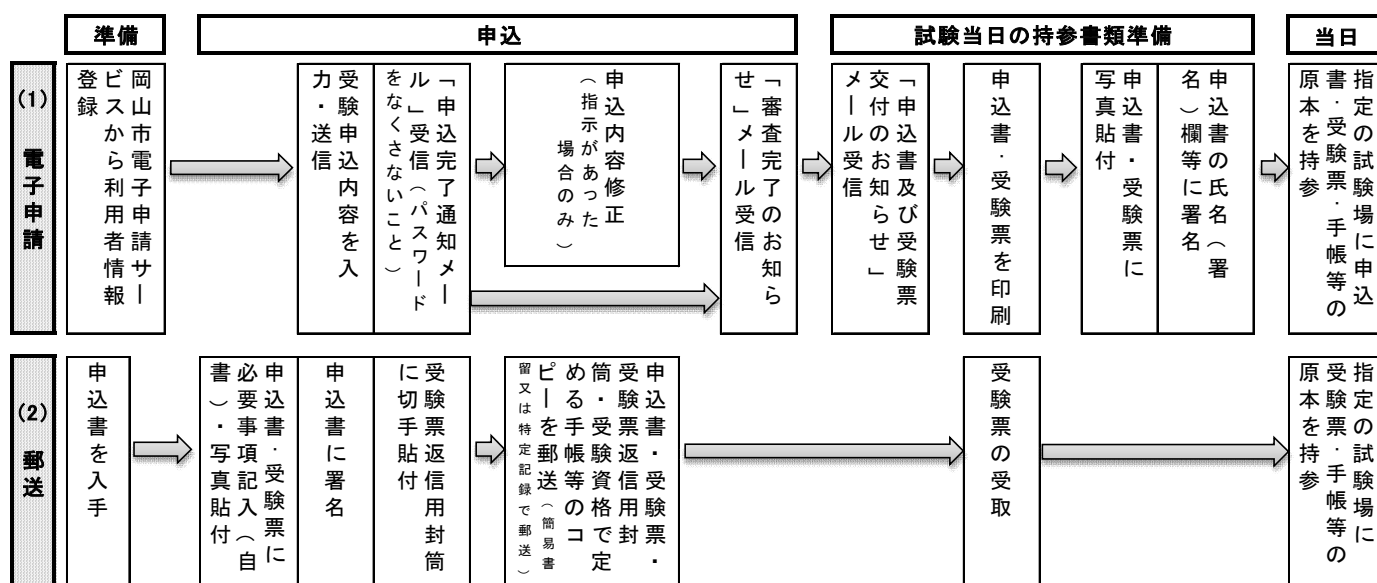 準備
申込
試験当日の持参書類準備
当日
(1)
電子申請
岡山市電子申請サー
ビスから利用者情報
登録
受験申込内容を入
力・送信
「申込完了通知メー
ル」受信（パスワード
をなくさないこと）
申込内容修正
（指示があった
場合のみ）
「審査完了のお知ら
せ」メール受信
「申込書及び受験票
交付のお知らせ」
メール受信
申込書・受験票を印刷
申込書・受験票に
写真貼付
申込書の氏名（署
名）欄等に署名
指定の試験場に申込
書・受験票・手帳等の
原本を持参
(2)
郵送
申込書を入手
申込書・受験票に
必要事項記入（自
書）・写真貼付
申込書に署名
受験票返信用封筒
に切手貼付
申込書・受験票・
受験票返信用封
筒・受験資格で定
める手帳等のコ
ピーを郵送（簡易書
留又は特定記録で郵送）
受験票の受取
指定の試験場に
受験票・手帳等の
原本を持参